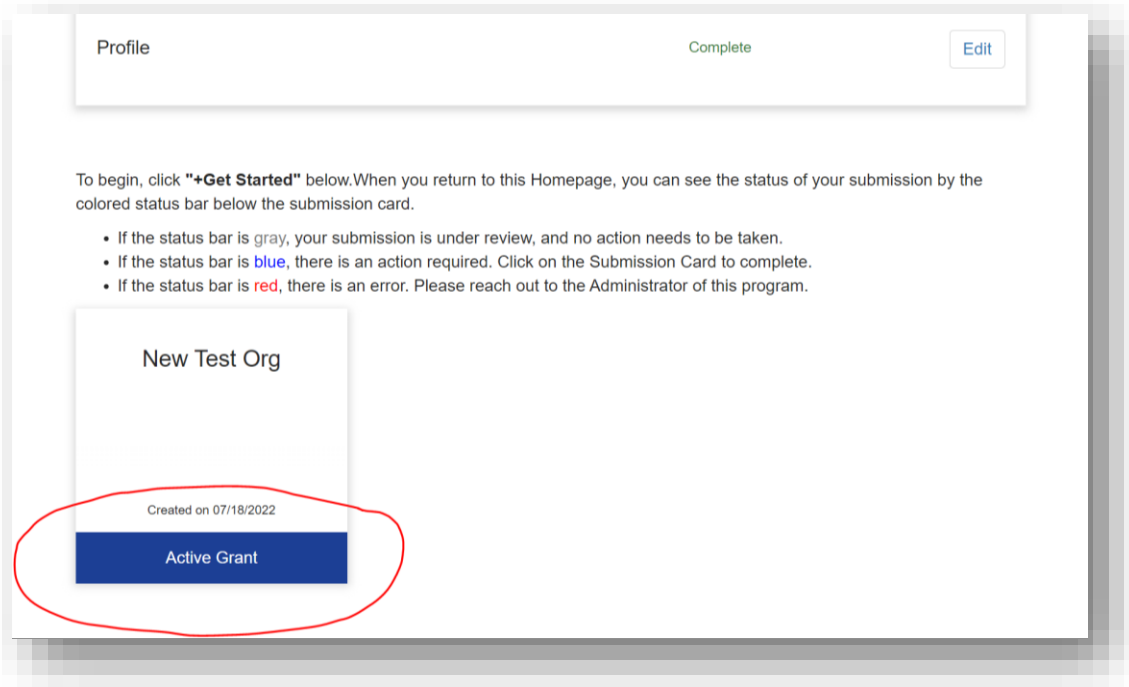 Profile
Complete
Edit
To begin, click "+Get Started" below.When you return to this Homepage, you can see the status of your submission by the
colored status bar below the submission card.
• If the status bar is gray, your submission is under review, and no action needs to be taken.
• If the status bar is blue, there is an action required. Click on the Submission Card to complete.
• If the status bar is red, there is an error. Please reach out to the Administrator of this program.
New Test Org
Created on 07/18/2022
Active Grant